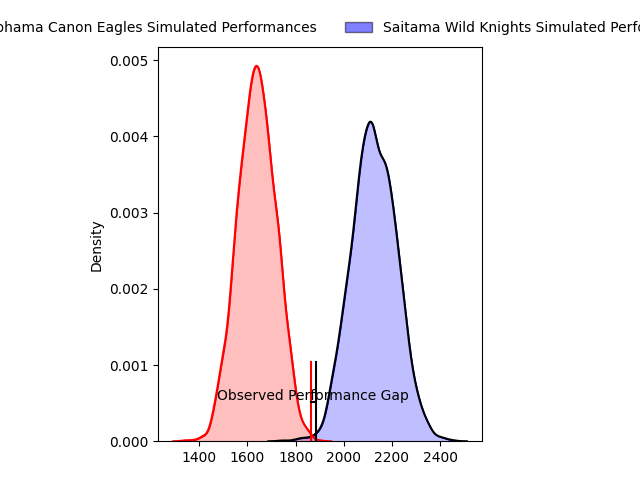 ohama Canon Eagles Simulated Performances
Saitama Wild Knights Simulated Perfo
0.005
0.004
0.003
0.002
0.001
0.000
Density
Observed Performance Gap
1400 1600 1800 2000 2200 2400